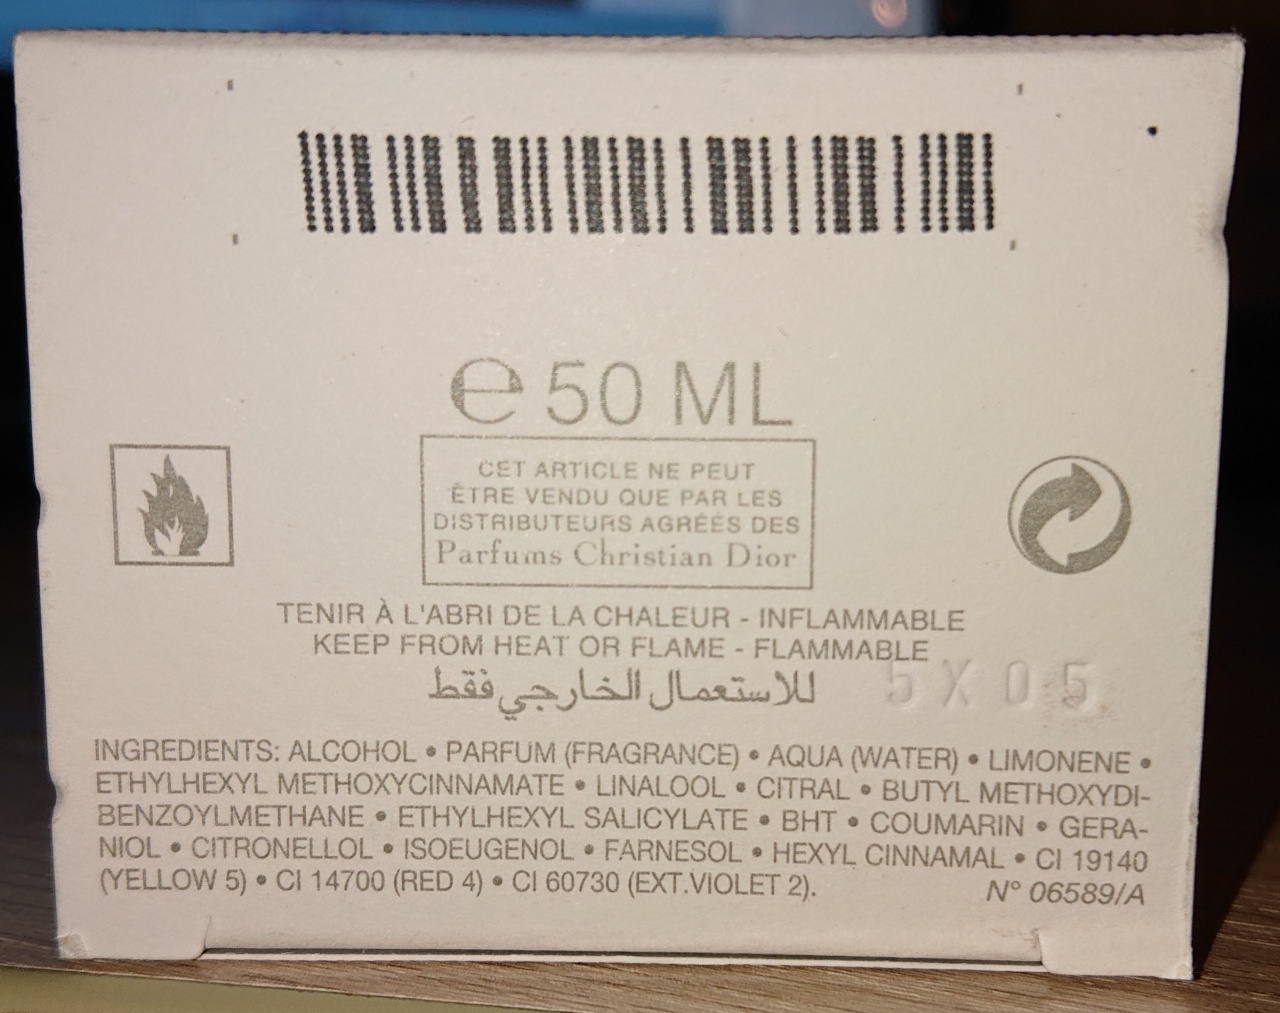 ℮ 50 ML
CET ARTICLE NE PEUT
ÊTRE VENDU QUE PAR LES
DISTRIBUTEURS AGRÉÉS DES
Parfums Christian Dior
TENIR À L'ABRI DE LA CHALEUR - INFLAMMABLE
KEEP FROM HEAT OR FLAME - FLAMMABLE
للاستعمال الخارجي فقط
5X05
INGREDIENTS: ALCOHOL • PARFUM (FRAGRANCE) • AQUA (WATER) • LIMONENE •
ETHYLHEXYL METHOXYCINNAMATE • LINALOOL • CITRAL • BUTYL METHOXYDI-
BENZOYLMETHANE • ETHYLHEXYL SALICYLATE • BHT • COUMARIN • GERA-
NIOL • CITRONELLOL • ISOEUGENOL • FARNESOL • HEXYL CINNAMAL • CI 19140
(YELLOW 5) • CI 14700 (RED 4) • CI 60730 (EXT.VIOLET 2).
N° 06589/A